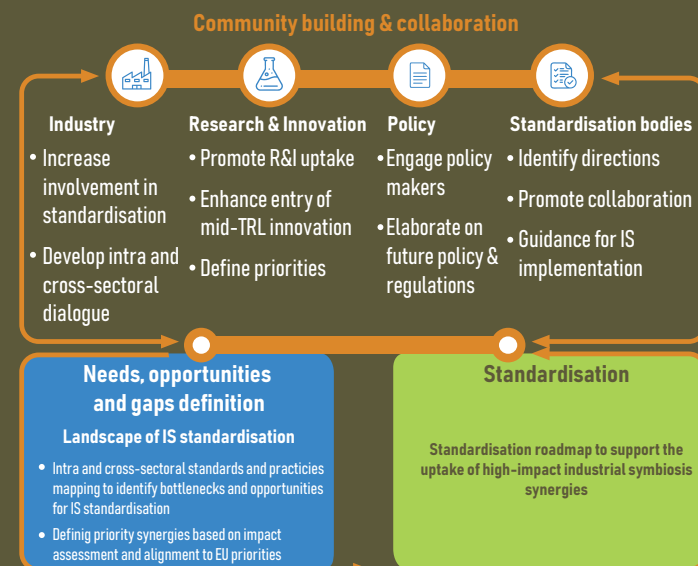 Community building & collaboration
Industry
• Increase
involvement in
standardisation
• Develop intra and
cross-sectoral
dialogue
Research & Innovation
• Promote R&I uptake
• Enhance entry of
mid-TRL innovation
• Define priorities
Policy
• Engage policy
makers
• Elaborate on
future policy &
regulations
Standardisation bodies
• Identify directions
• Promote collaboration
• Guidance for IS
implementation
Needs, opportunities
and gaps definition
Landscape of IS standardisation
• Intra and cross-sectoral standards and practicies
mapping to identify bottlenecks and opportunities
for IS standardisation
• Definig priority synergies based on impact
assessment and alignment to EU priorities
Standardisation
Standardisation roadmap to support the
uptake of high-impact industrial symbiosis
synergies